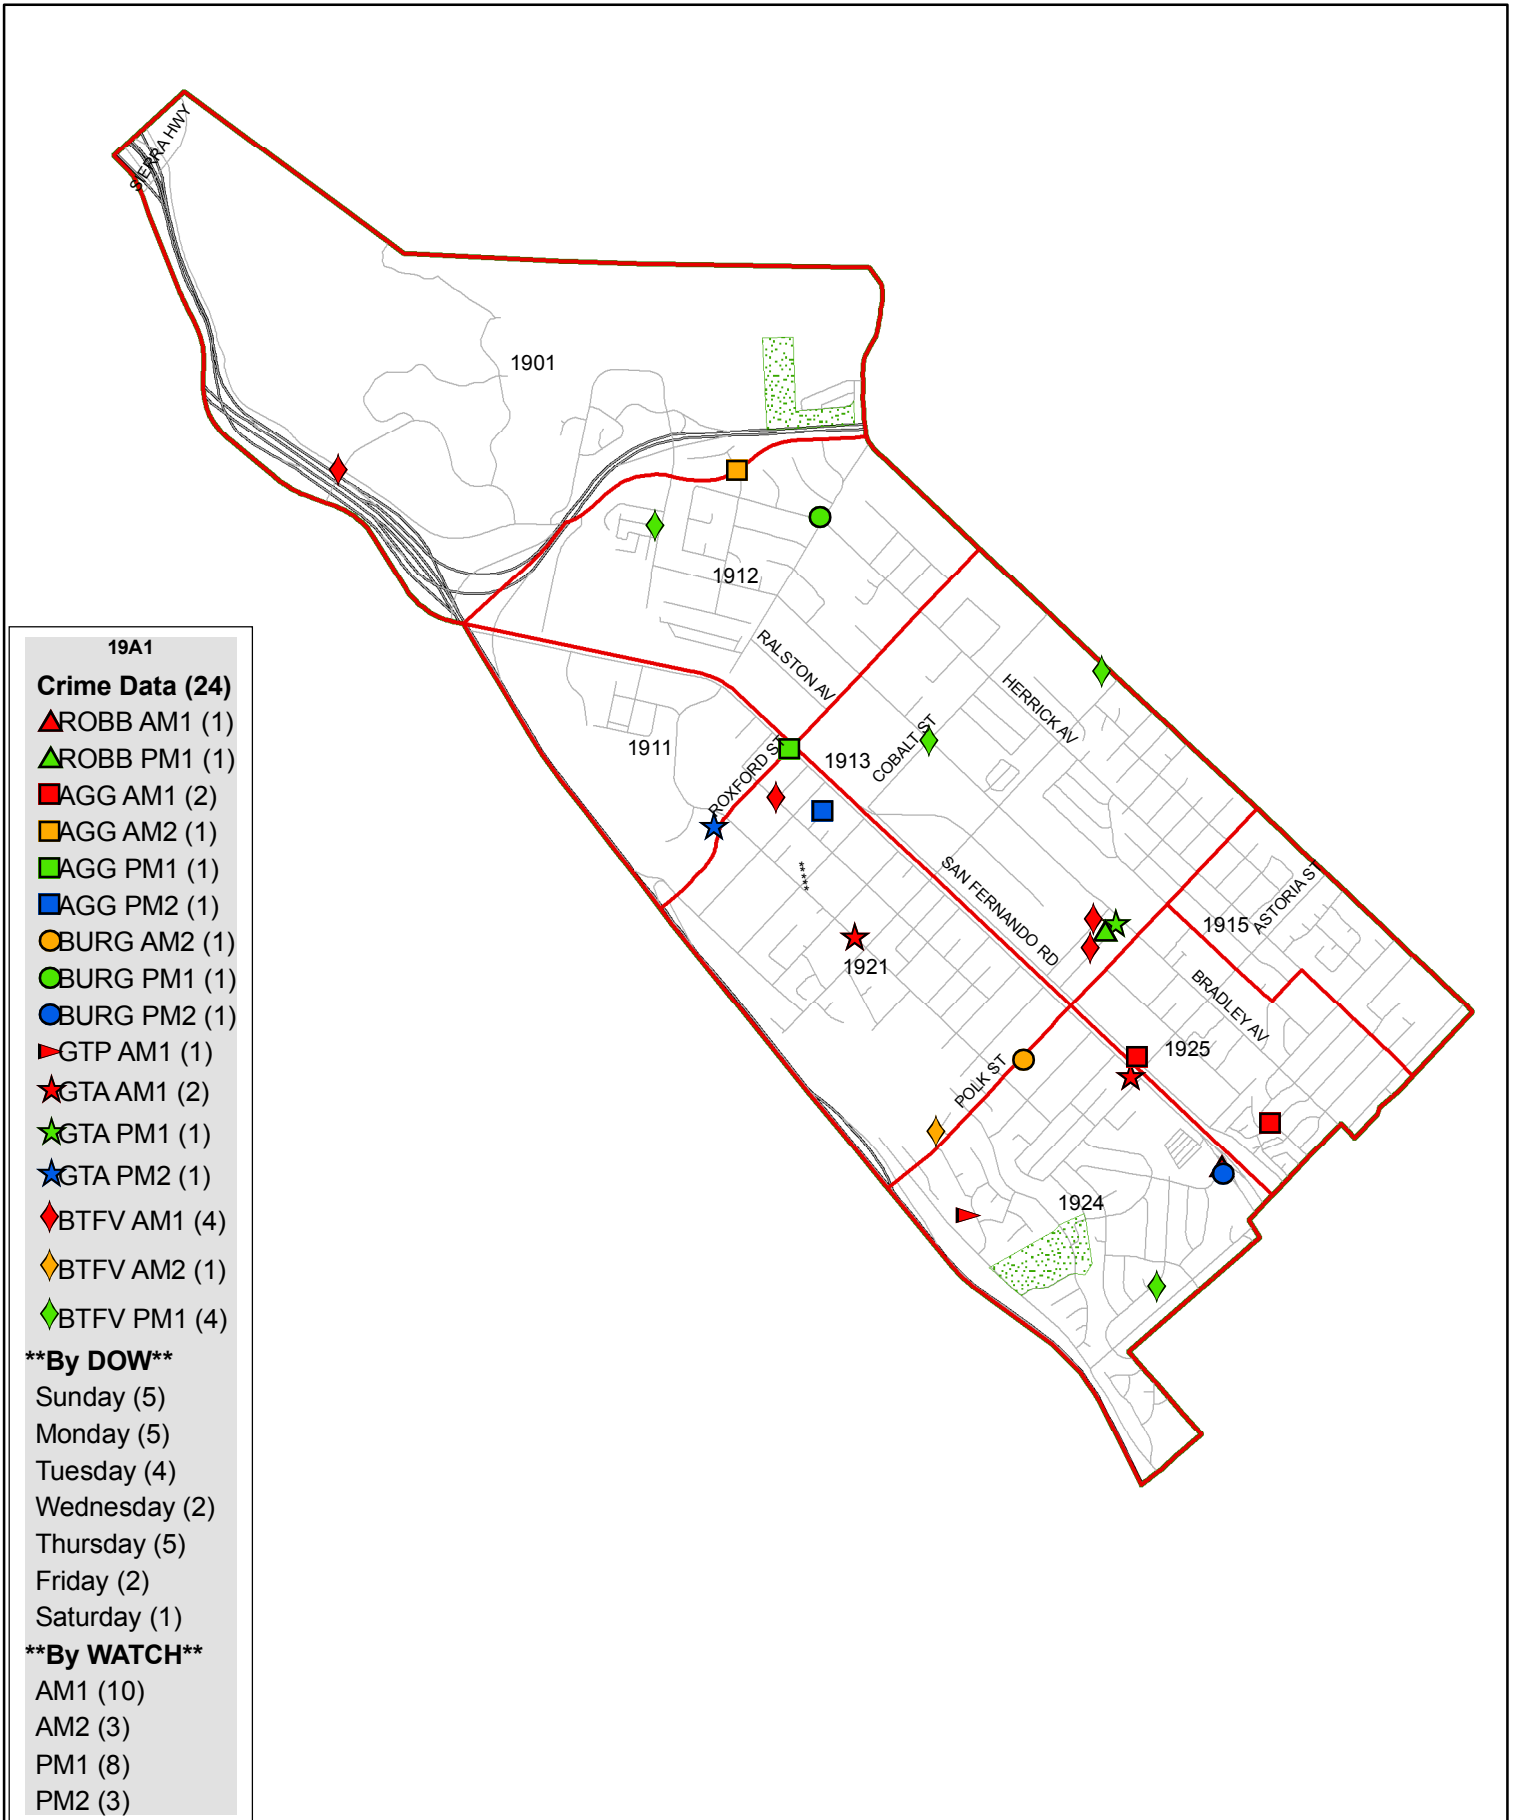 SIERRA HWY
1901
1912
RALSTON AV
HERRICK AV
1911
ROXFORD ST
1913
COBALT ST
*****
SAN FERNANDO RD
1921
1915
ASTORIA ST
BRADLEY AV
1925
POLK ST
1924
19A1
Crime Data (24)
ROBB AM1 (1)
ROBB PM1 (1)
AGG AM1 (2)
AGG AM2 (1)
AGG PM1 (1)
AGG PM2 (1)
BURG AM2 (1)
BURG PM1 (1)
BURG PM2 (1)
GTP AM1 (1)
GTA AM1 (2)
GTA PM1 (1)
GTA PM2 (1)
BTFV AM1 (4)
BTFV AM2 (1)
BTFV PM1 (4)
**By DOW**
Sunday (5)
Monday (5)
Tuesday (4)
Wednesday (2)
Thursday (5)
Friday (2)
Saturday (1)
**By WATCH**
AM1 (10)
AM2 (3)
PM1 (8)
PM2 (3)